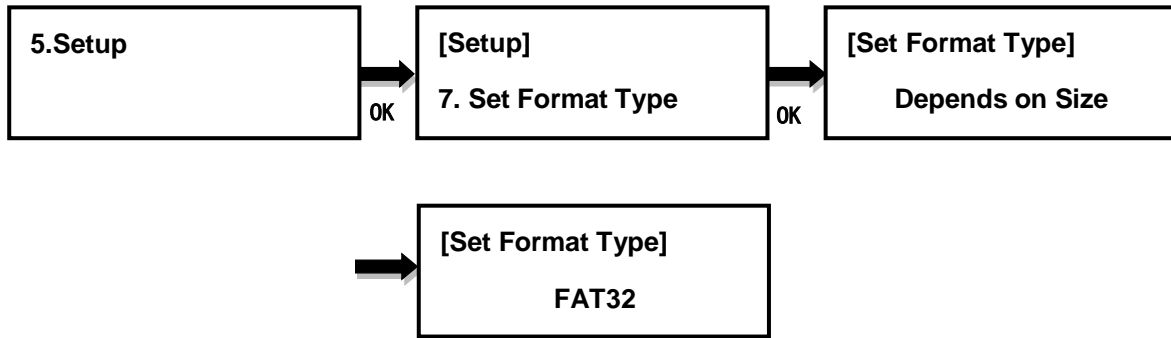 5.Setup
[Setup]
7. Set Format Type
[Set Format Type]
Depends on Size
OK
OK
[Set Format Type]
FAT32